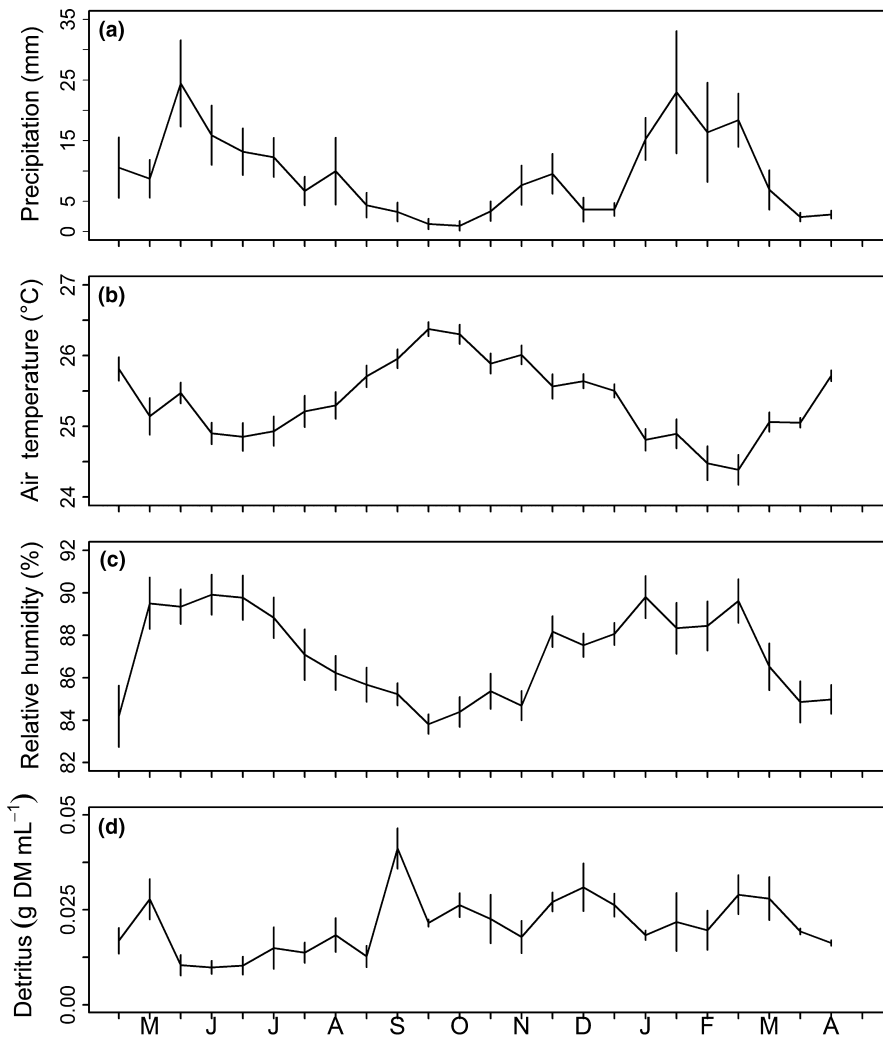 (a)
Precipitation (mm)
35
25
15
5
0
(b)
Air temperature (°C)
27
26
25
24
(c)
Relative humidity (%)
92
90
88
86
84
82
(d)
Detritus (g DM mL⁻¹)
0.05
0.025
0.00
M J J A S O N D J F M A